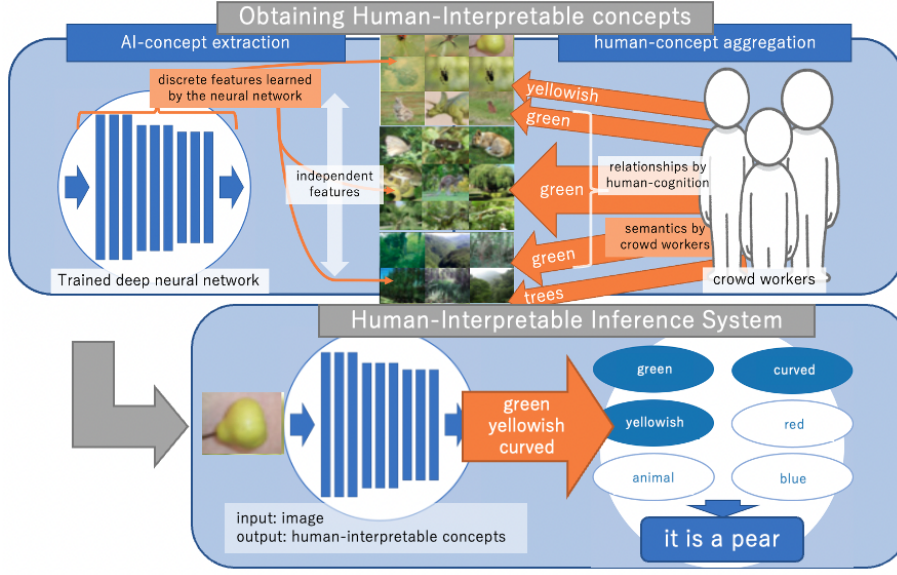 Obtaining Human-Interpretable concepts
AI-concept extraction
human-concept aggregation
discrete features learned
by the neural network
independent
features
Trained deep neural network
yellowish
green
green
green
trees
relationships by
human-cognition
semantics by
crowd workers
crowd workers
Human-Interpretable Inference System
green
yellowish
curved
input: image
output: human-interpretable concepts
green
curved
yellowish
red
animal
blue
it is a pear